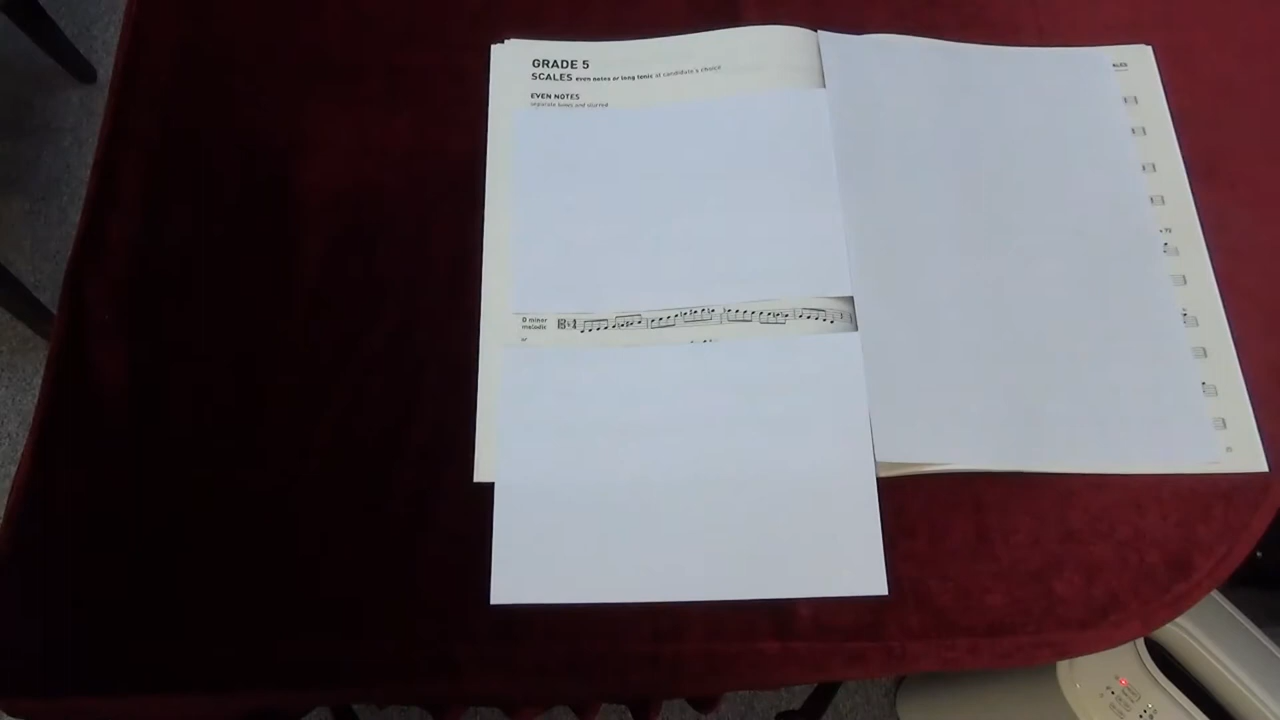 GRADE 5
SCALES even notes or long tonic at candidate's choice
EVEN NOTES
separate bows and slurred
D minor
melodic
or